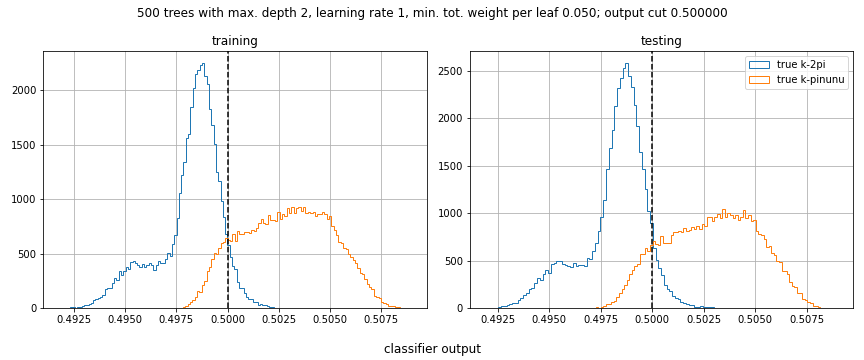 500 trees with max. depth 2, learning rate 1, min. tot. weight per leaf 0.050; output cut 0.500000
training
2000
1500
1000
500
0
0.4925 0.4950 0.4975 0.5000 0.5025 0.5050 0.5075
testing
true k-2pi
true k-pinunu
2500
2000
1500
1000
500
0
0.4925 0.4950 0.4975 0.5000 0.5025 0.5050 0.5075
classifier output